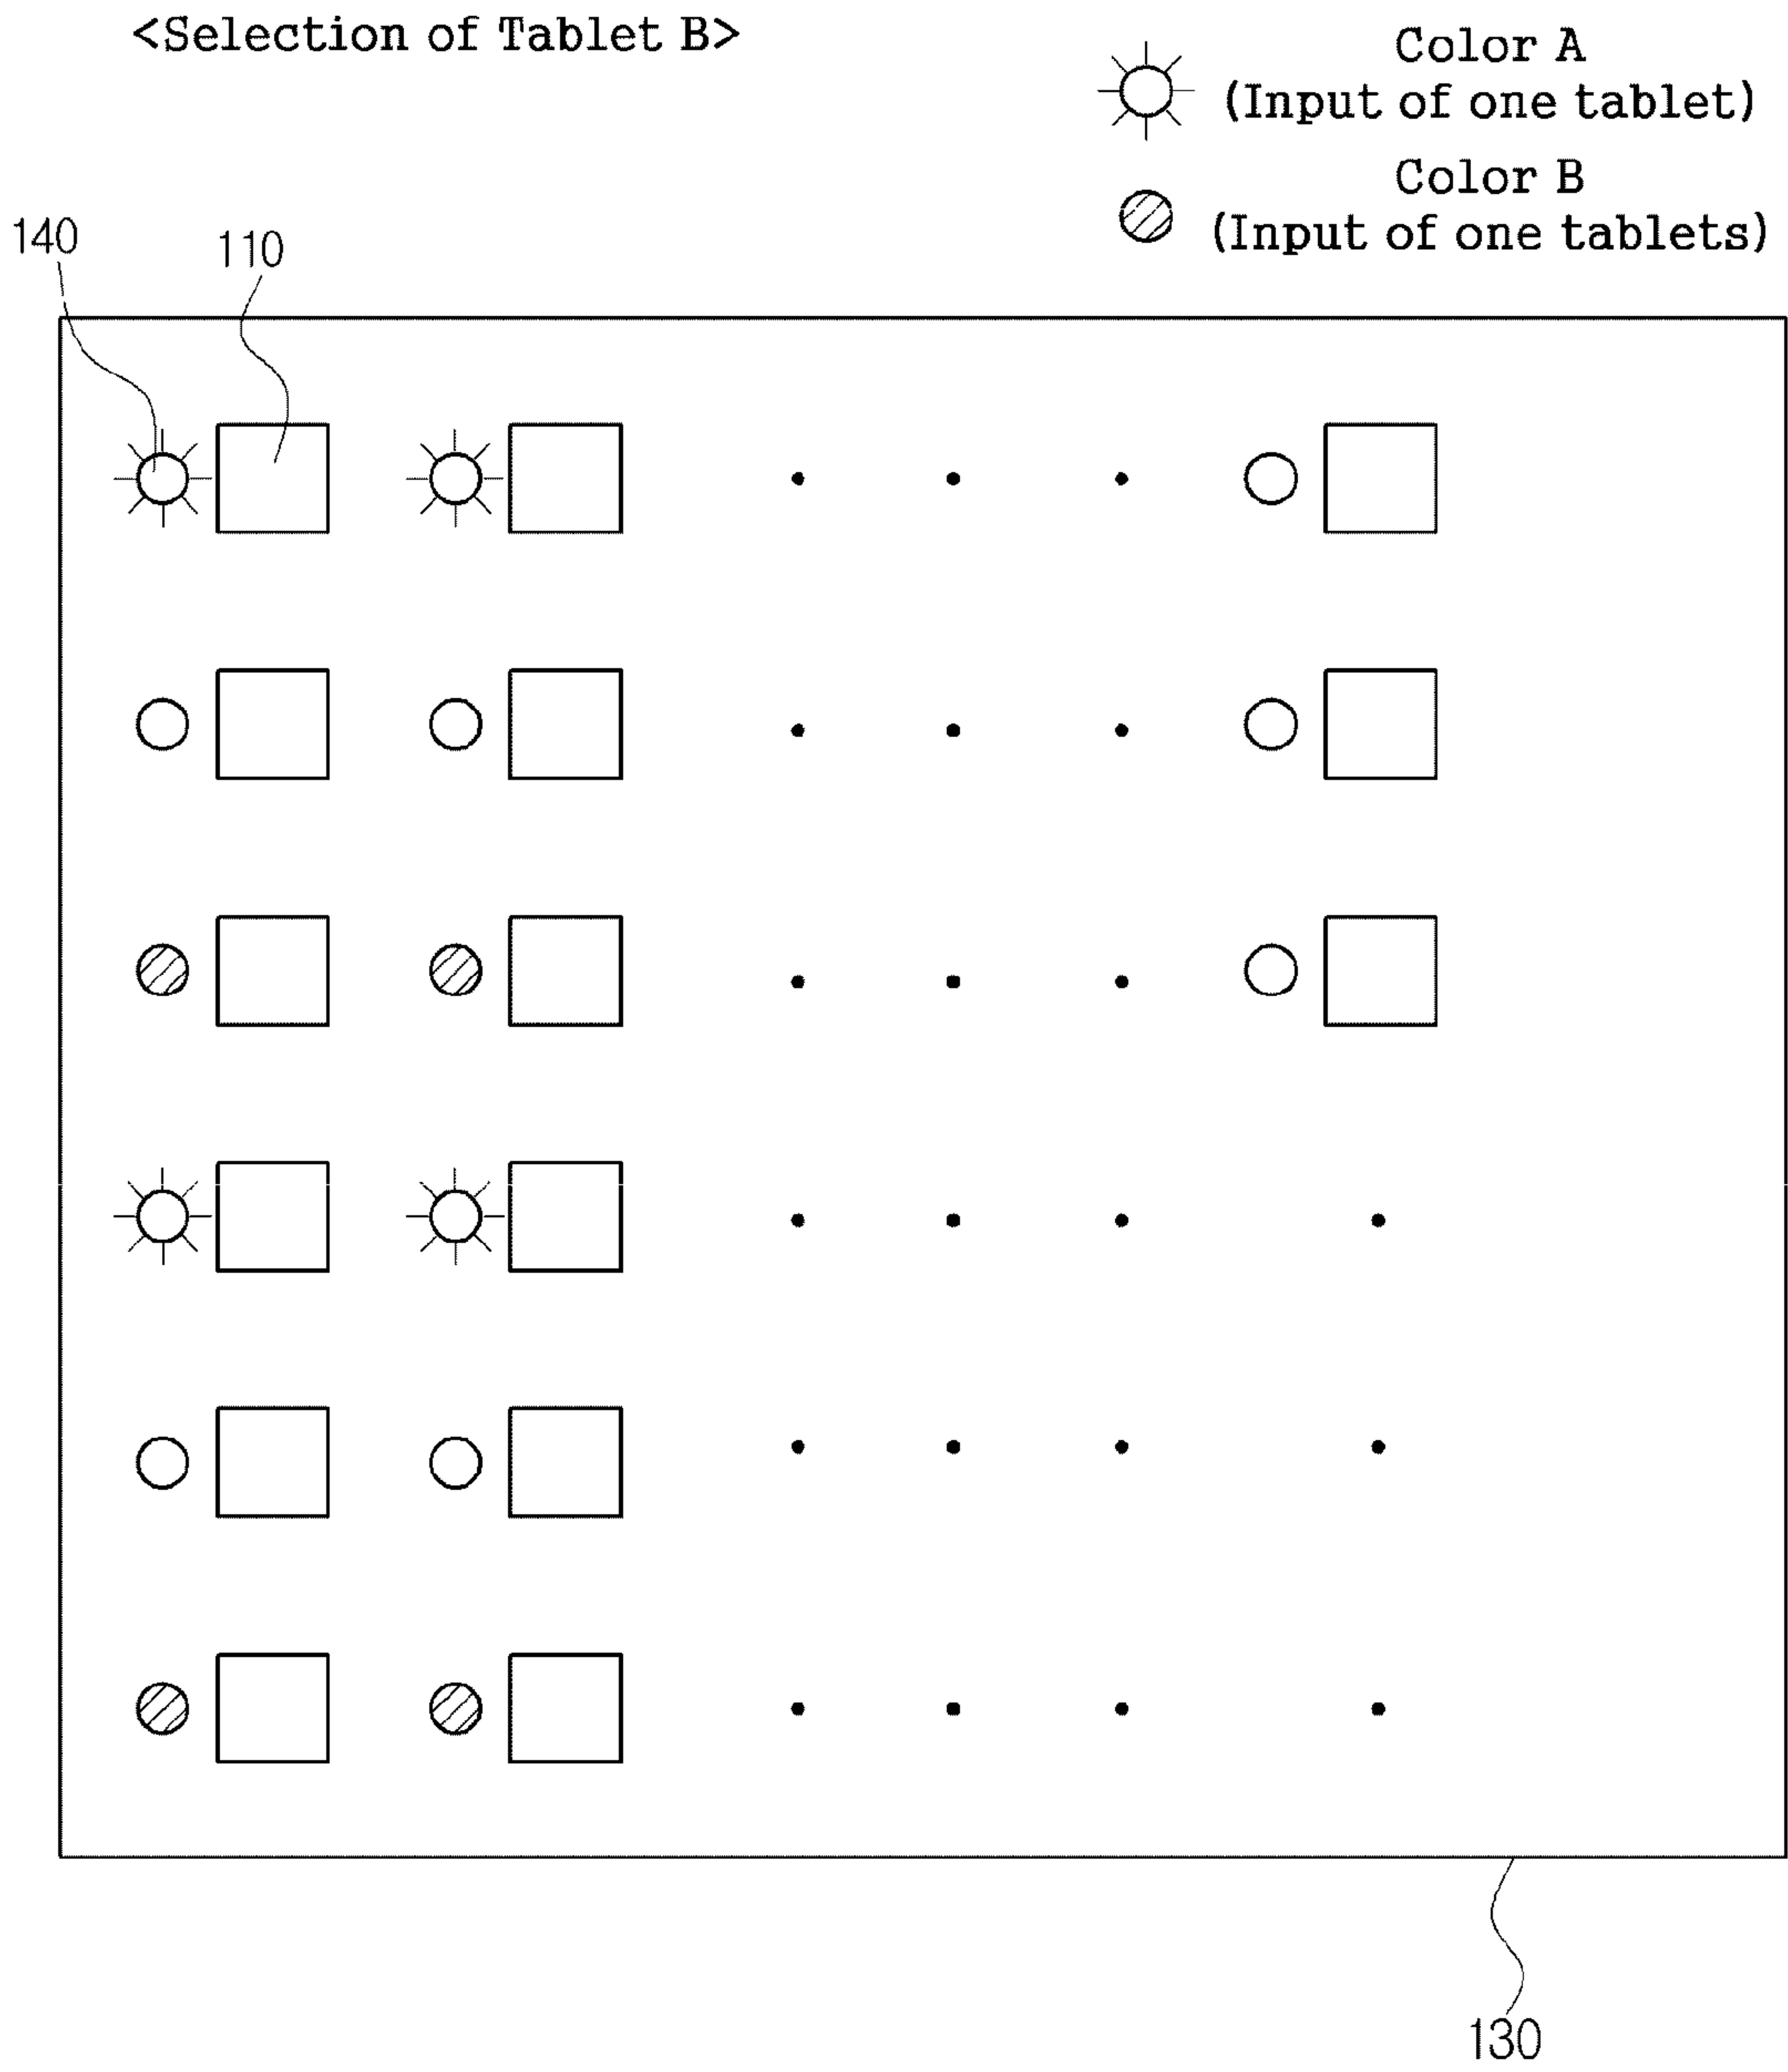 <Selection of Tablet B>
Color A
(Input of one tablet)
Color B
(Input of one tablets)
140
110
130